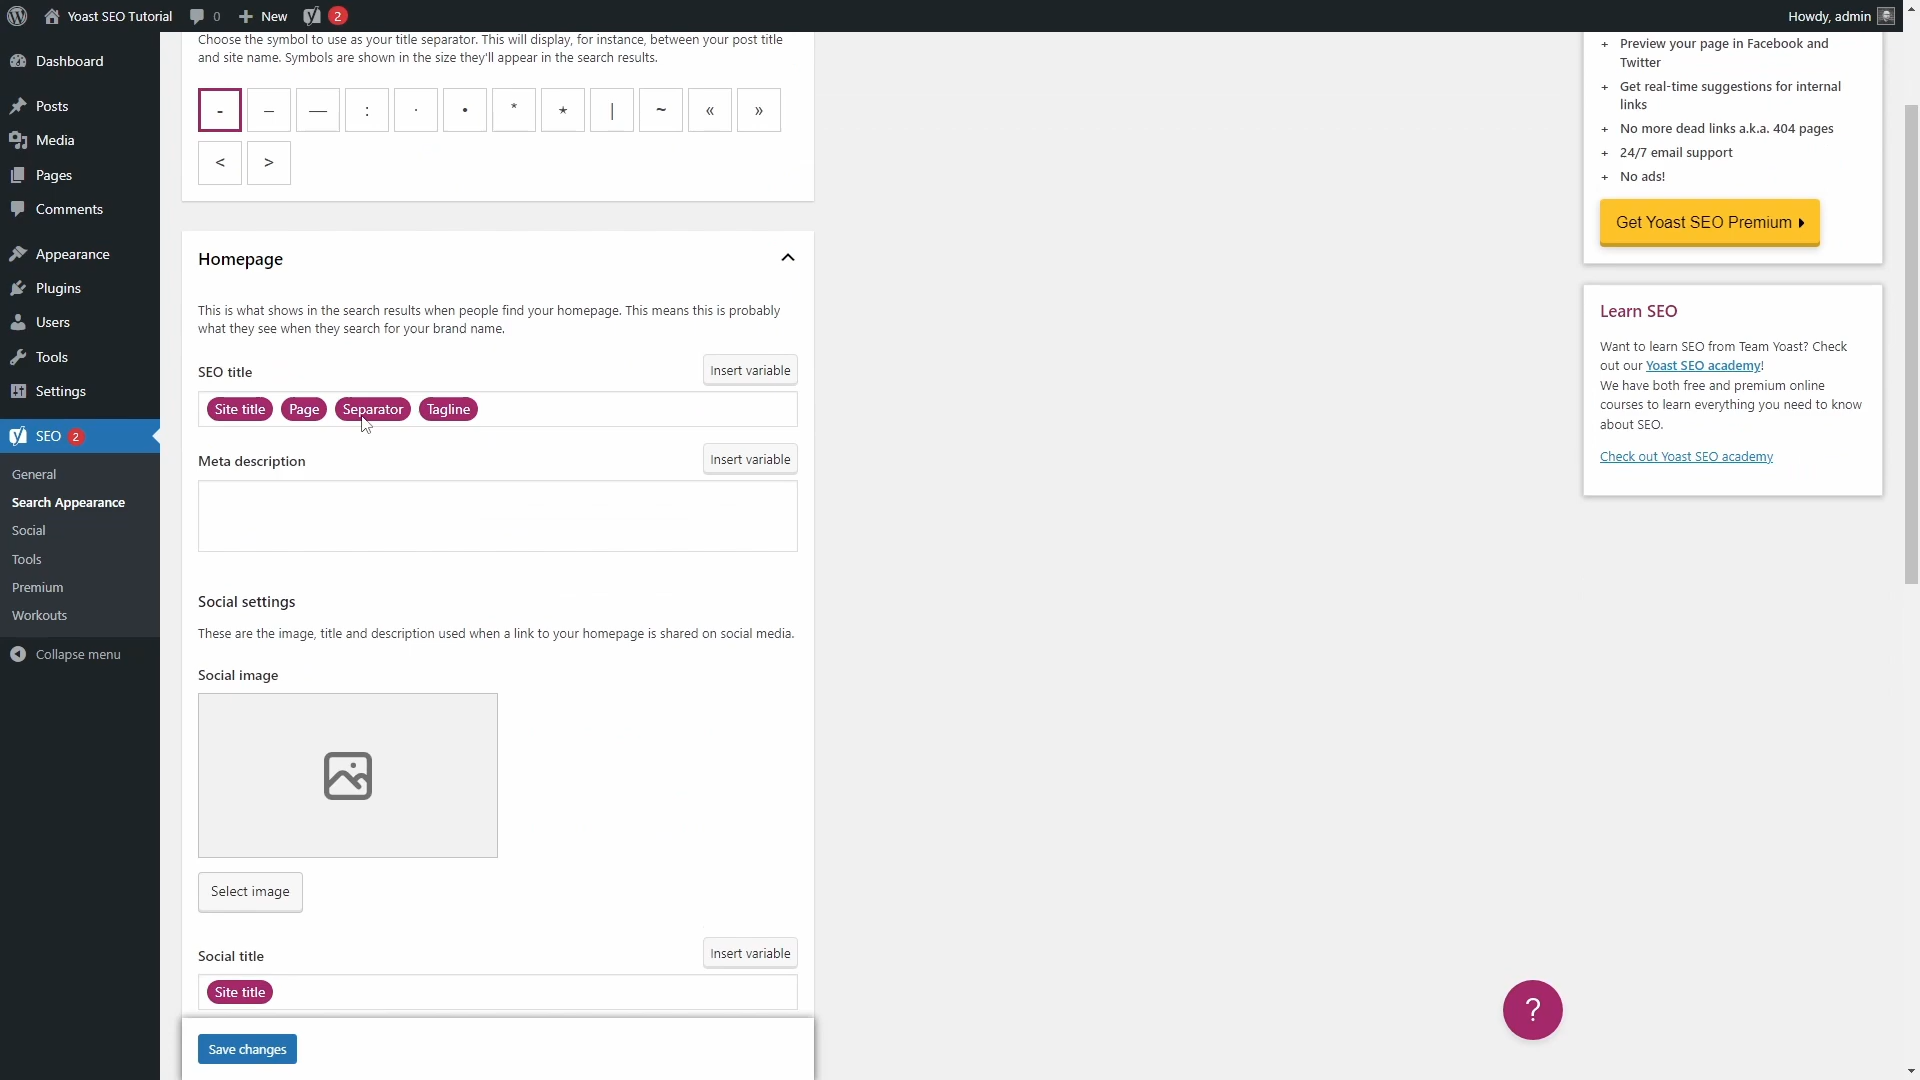 Yoast SEO Tutorial 0 New 2 Howdy, admin
Dashboard
Posts
Media
Pages
Comments
Appearance
Plugins
Users
Tools
Settings
SEO 2
General
Search Appearance
Social
Tools
Premium
Workouts
Collapse menu
Choose the symbol to use as your title separator. This will display, for instance, between your post title
and site name. Symbols are shown in the size they'll appear in the search results.
- – — : · • * ⋆ | ~ « »
< >
Homepage
This is what shows in the search results when people find your homepage. This means this is probably
what they see when they search for your brand name.
SEO title
Insert variable
Site title Page Separator Tagline
Meta description
Insert variable
Social settings
These are the image, title and description used when a link to your homepage is shared on social media.
Social image
Select image
Social title
Insert variable
Site title
Save changes
+ Preview your page in Facebook and
Twitter
+ Get real-time suggestions for internal
links
+ No more dead links a.k.a. 404 pages
+ 24/7 email support
+ No ads!
Get Yoast SEO Premium
Learn SEO
Want to learn SEO from Team Yoast? Check
out our Yoast SEO academy!
We have both free and premium online
courses to learn everything you need to know
about SEO.
Check out Yoast SEO academy
?